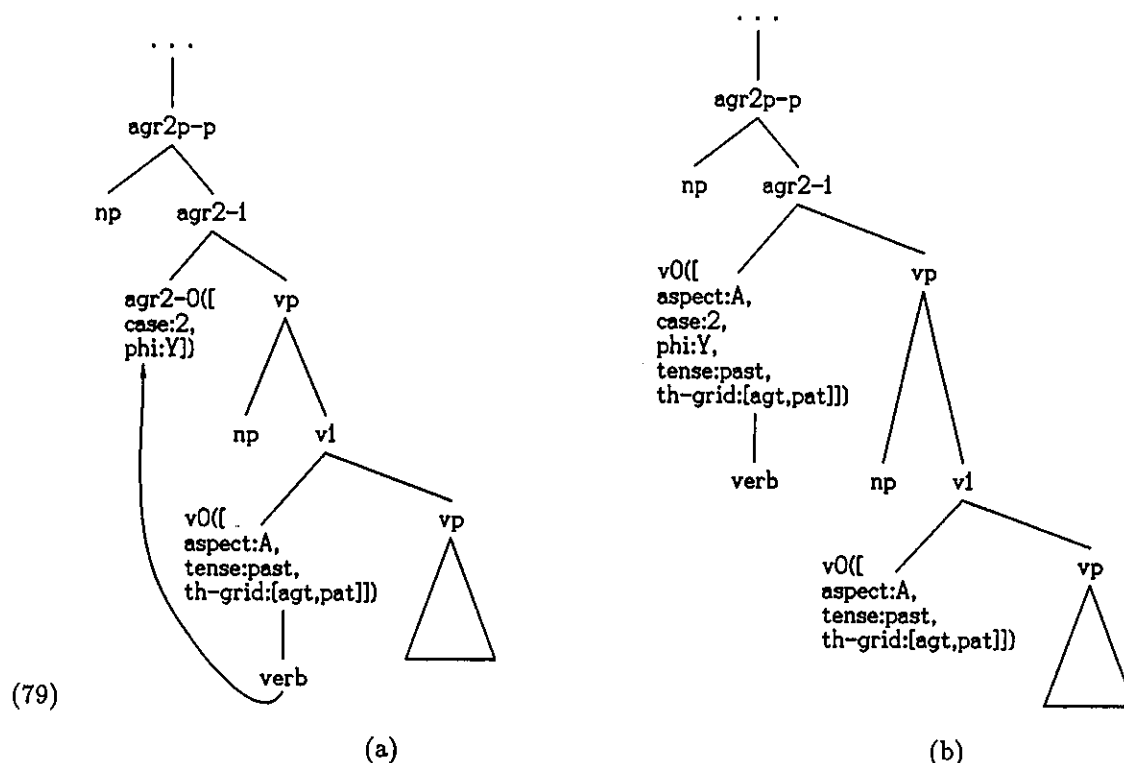 . . .
agr2p-p
np agr2-1
agr2-0([
case:2,
phi:Y])
vp
np v1
v0([
aspect:A,
tense:past,
th-grid:[agt,pat]])
vp
verb
(79)
(a)
. . .
agr2p-p
np agr2-1
v0([
aspect:A,
case:2,
phi:Y,
tense:past,
th-grid:[agt,pat]])
vp
verb
np v1
v0([
aspect:A,
tense:past,
th-grid:[agt,pat]])
vp
(b)